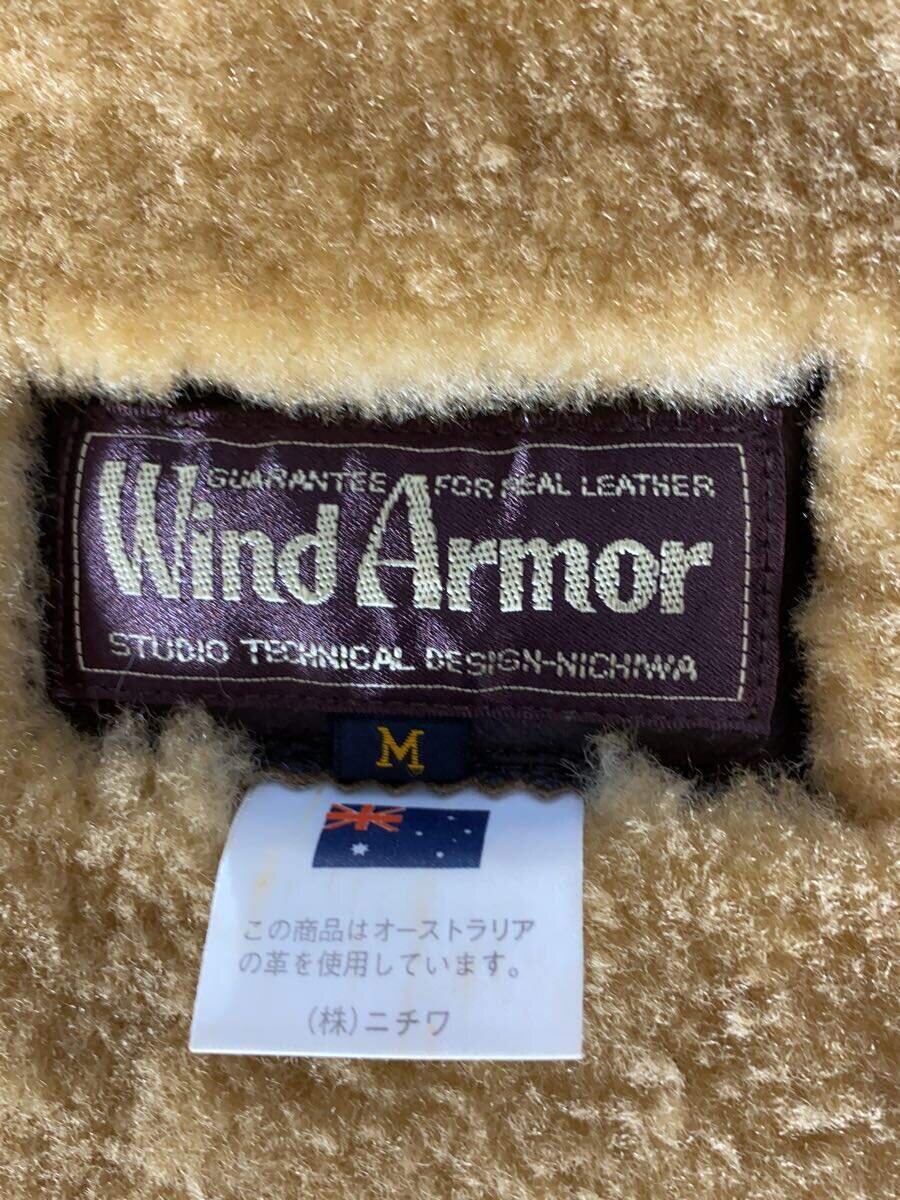 GUARANTEE FOR REAL LEATHER
Wind Armor
STUDIO TECHNICAL DESIGN-NICHIWA
M
この商品はオーストラリア
の革を使用しています。
(株)ニチワ